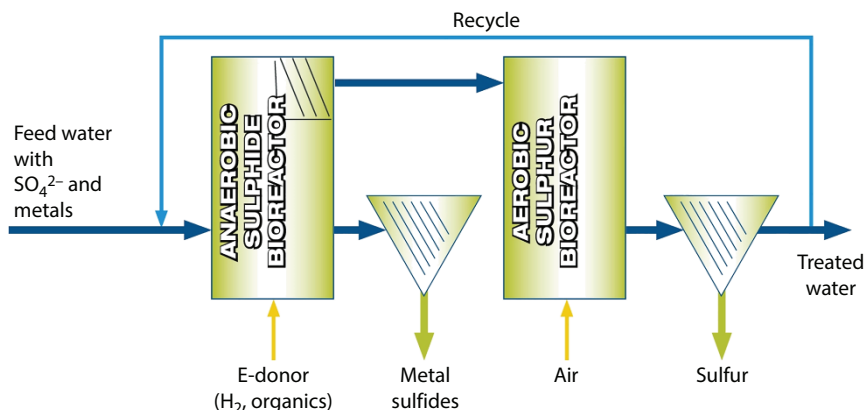 Recycle
Feed water
with
SO₄²⁻ and
metals
ANAEROBIC
SULPHIDE
BIOREACTOR
AEROBIC
SULPHUR
BIOREACTOR
Treated
water
E-donor
(H₂, organics)
Metal
sulfides
Air
Sulfur